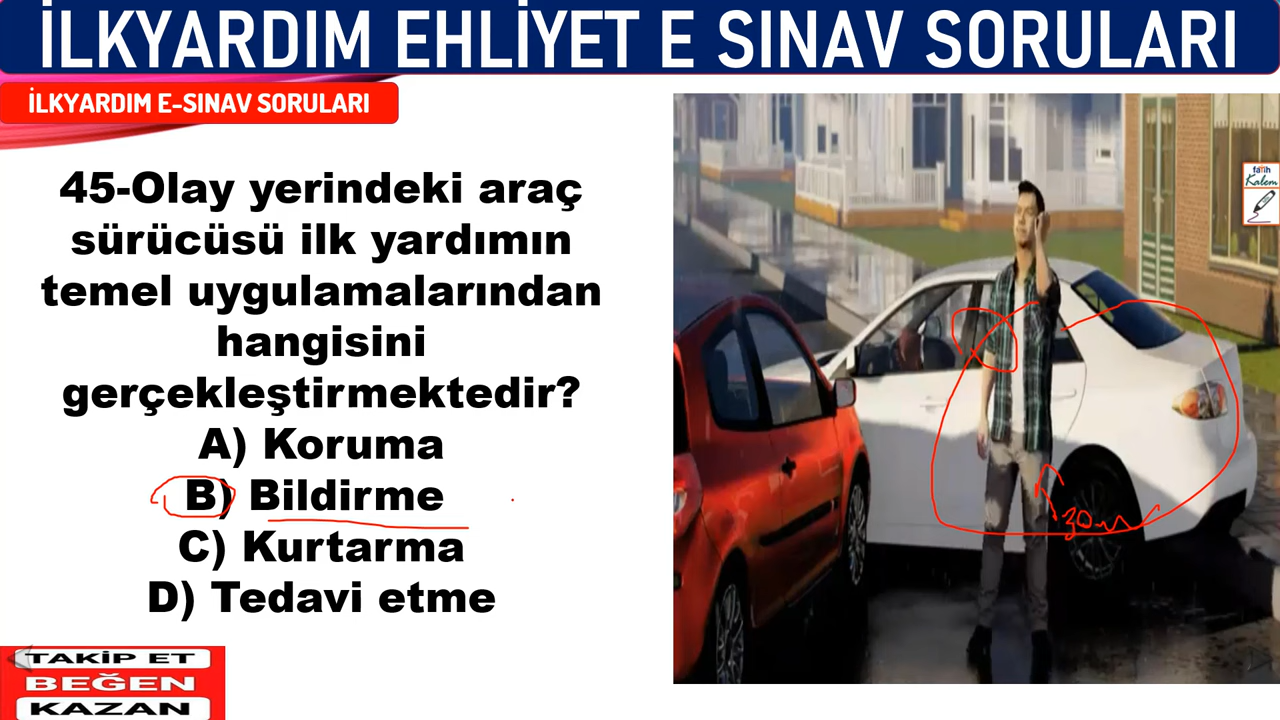 İLKYARDIM EHLİYET E SINAV SORULARI
İLKYARDIM E-SINAV SORULARI
45-Olay yerindeki araç
sürücüsü ilk yardımın
temel uygulamalarından
hangisini
gerçekleştirmektedir?
A) Koruma
B) Bildirme
C) Kurtarma
D) Tedavi etme
fatih
Kalem
30m
TAKİP ET
BEĞEN
KAZAN